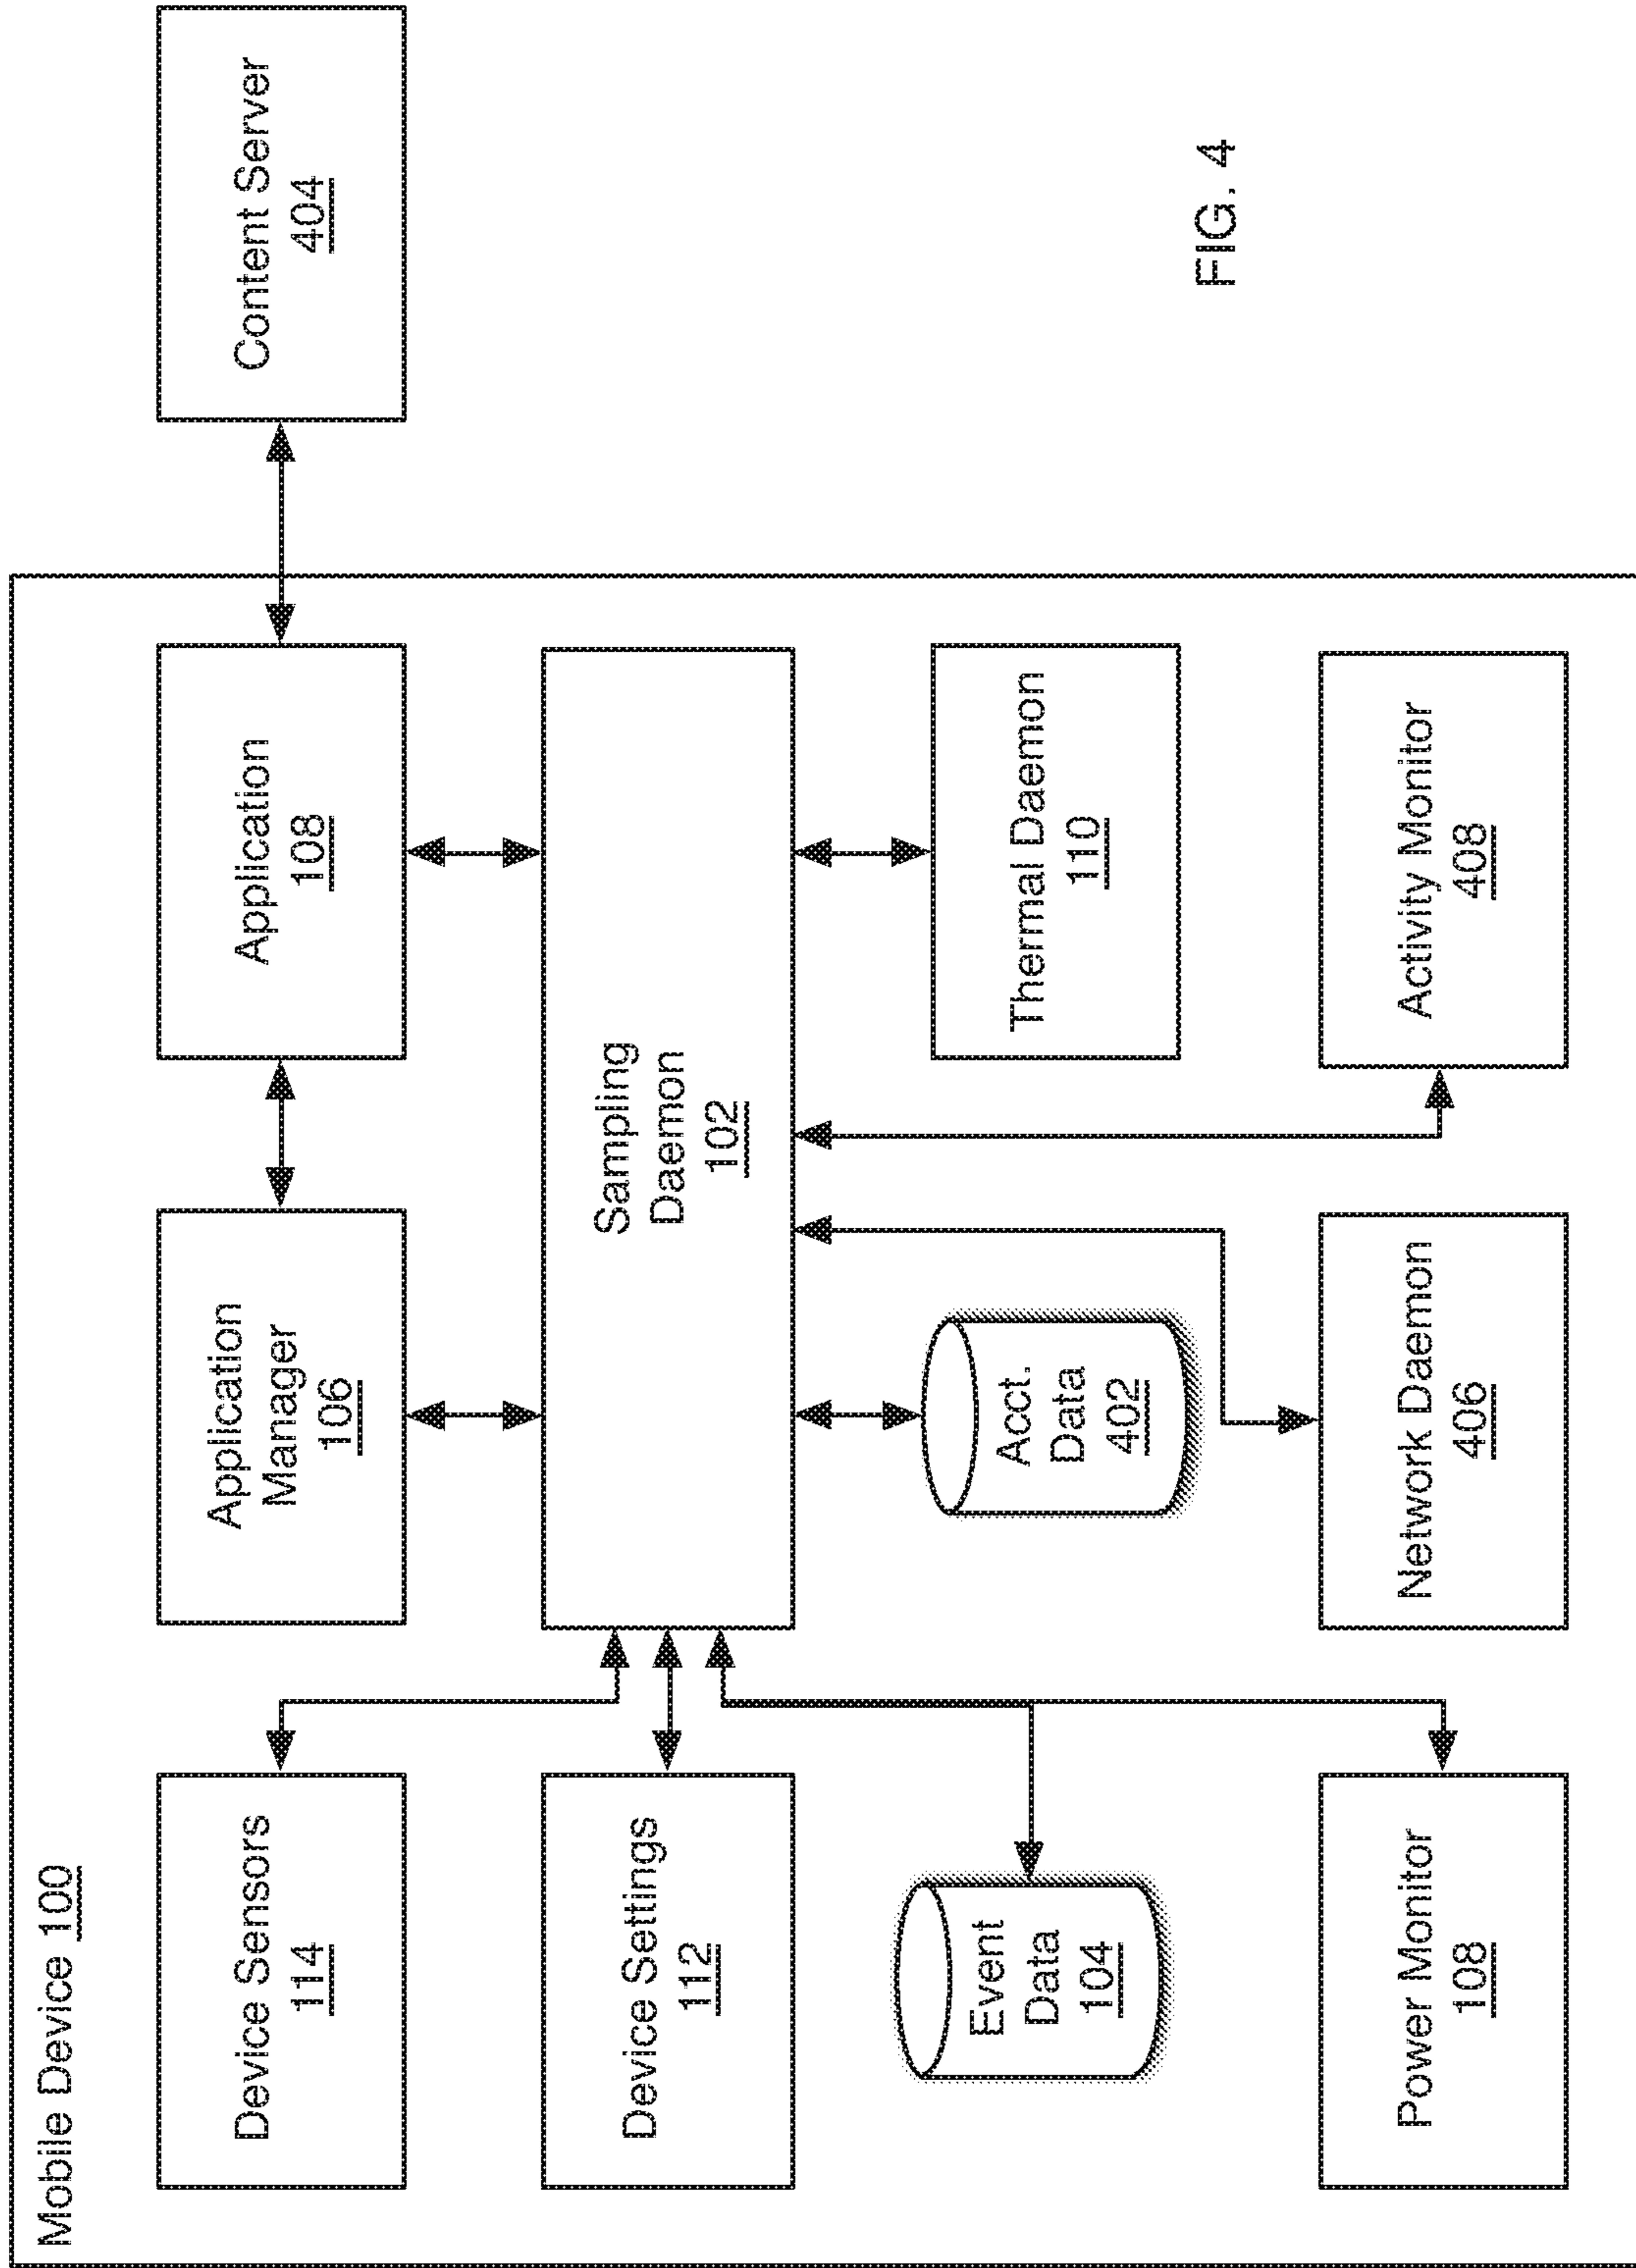 Mobile Device 100
Device Sensors
114
Application
Manager
106
Application
108
Content Server
404
Device Settings
112
Sampling
Daemon
102
Event
Data
104
Acct.
Data
402
Thermal Daemon
110
Power Monitor
108
Network Daemon
406
Activity Monitor
408
FIG. 4